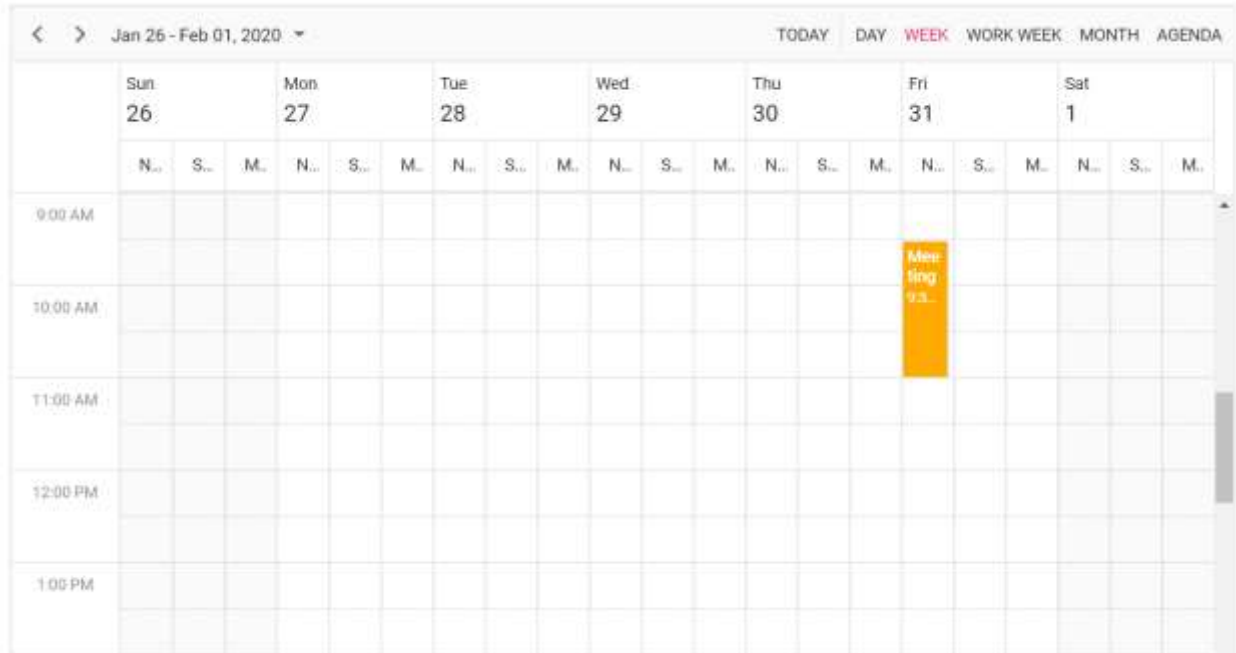 Jan 26 - Feb 01, 2020 TODAY DAY WEEK WORK WEEK MONTH AGENDA
Sun Mon Tue Wed Thu Fri Sat
26 27 28 29 30 31 1
N... S... M.. N... S... M.. N... S... M.. N... S... M.. N... S... M.. N... S... M.. N... S... M..
9:00 AM
Mee
ting
9:3...
10:00 AM
11:00 AM
12:00 PM
1:00 PM